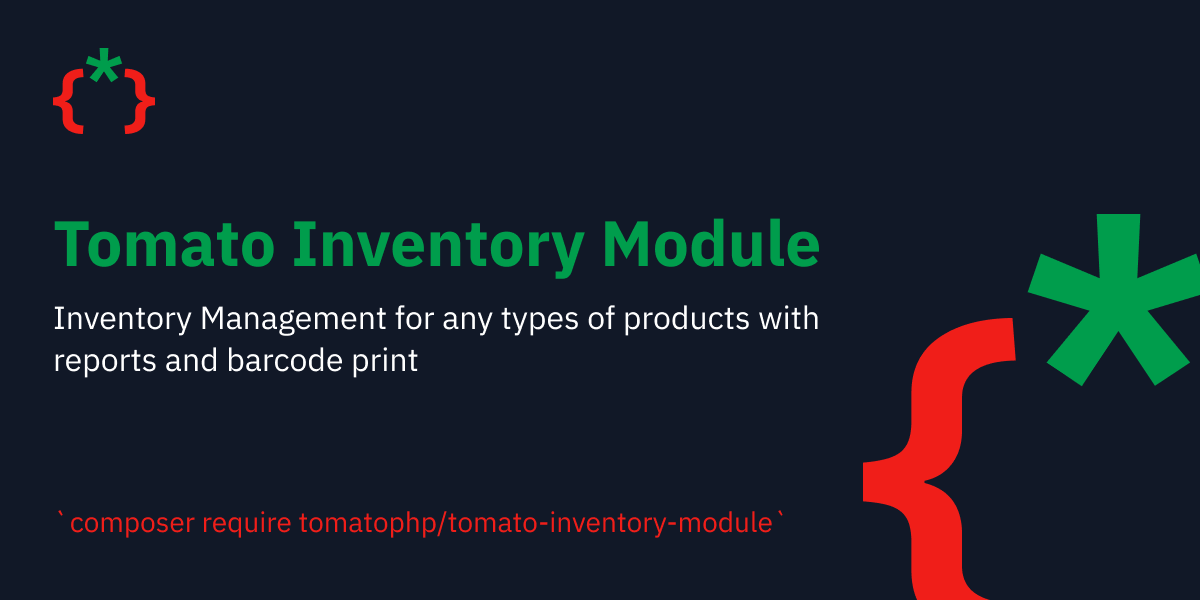 {*}
Tomato Inventory Module
Inventory Management for any types of products with
reports and barcode print
`composer require tomatophp/tomato-inventory-module`